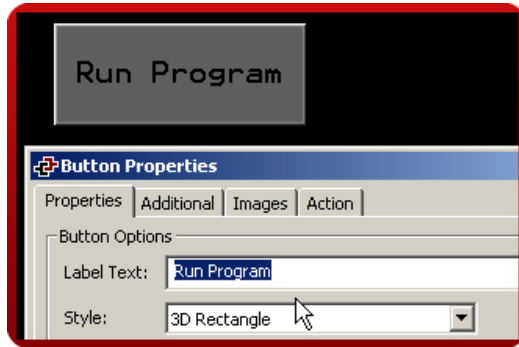 Run Program
Button Properties
Properties Additional Images Action
Button Options
Label Text: Run Program
Style: 3D Rectangle